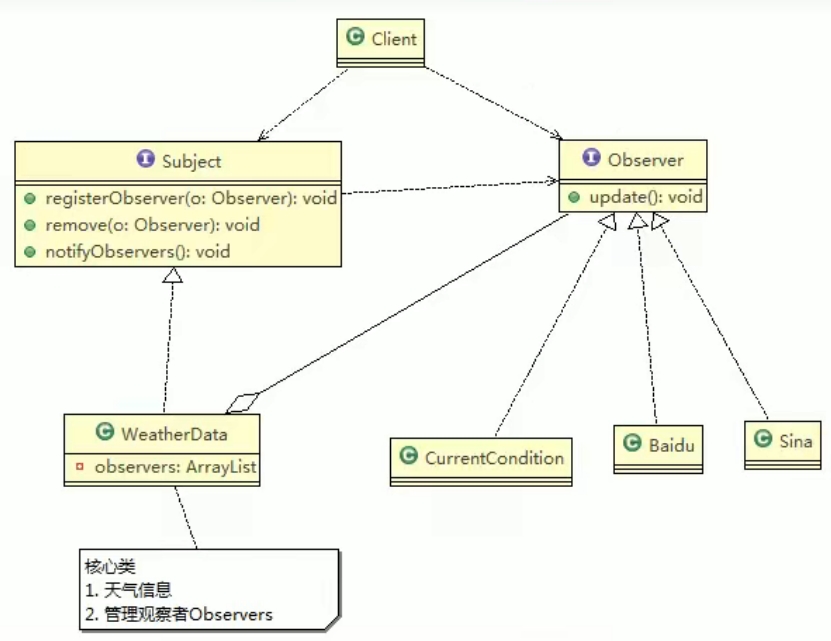 Client
Subject
registerObserver(o: Observer): void
remove(o: Observer): void
notifyObservers(): void
Observer
update(): void
WeatherData
observers: ArrayList
CurrentCondition
Baidu
Sina
核心类
1. 天气信息
2. 管理观察者Observers